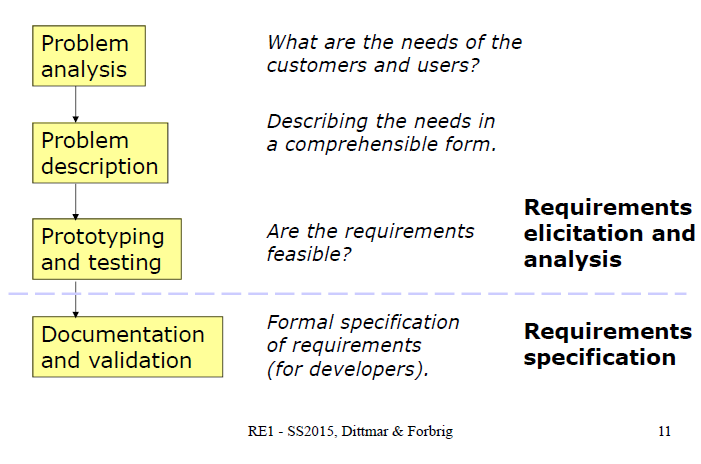 Problem
analysis
What are the needs of the
customers and users?
Problem
description
Describing the needs in
a comprehensible form.
Prototyping
and testing
Are the requirements
feasible?
Requirements
elicitation and
analysis
Documentation
and validation
Formal specification
of requirements
(for developers).
Requirements
specification
RE1 - SS2015, Dittmar & Forbrig
11